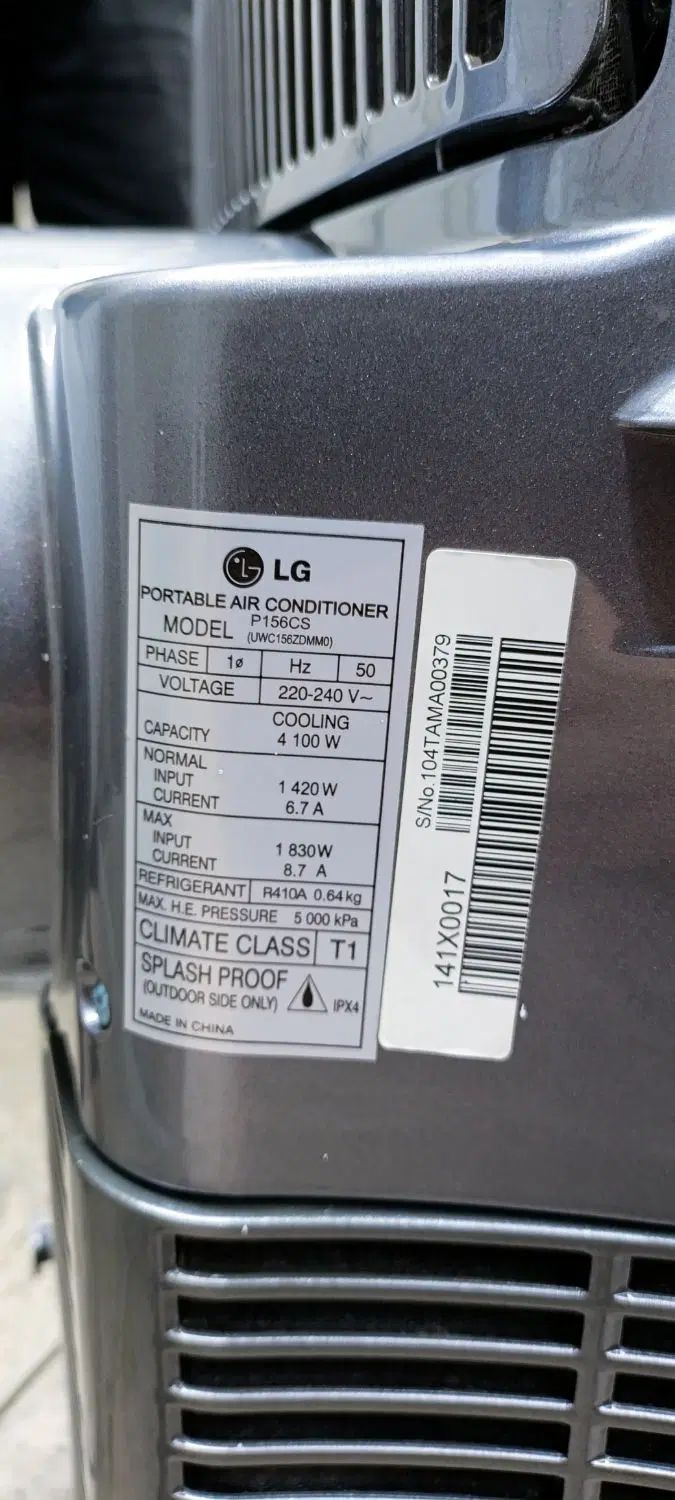 LG
PORTABLE AIR CONDITIONER
MODEL P156CS
(UWC156ZDMM0)
PHASE 1ø Hz 50
VOLTAGE 220-240 V~
CAPACITY COOLING
4 100 W
NORMAL
INPUT 1 420 W
CURRENT 6.7 A
MAX
INPUT 1 830W
CURRENT 8.7 A
REFRIGERANT R410A 0.64 kg
MAX. H.E. PRESSURE 5 000 kPa
CLIMATE CLASS T1
SPLASH PROOF
(OUTDOOR SIDE ONLY) IPX4
MADE IN CHINA
S/No.104TAMA00379
141X0017